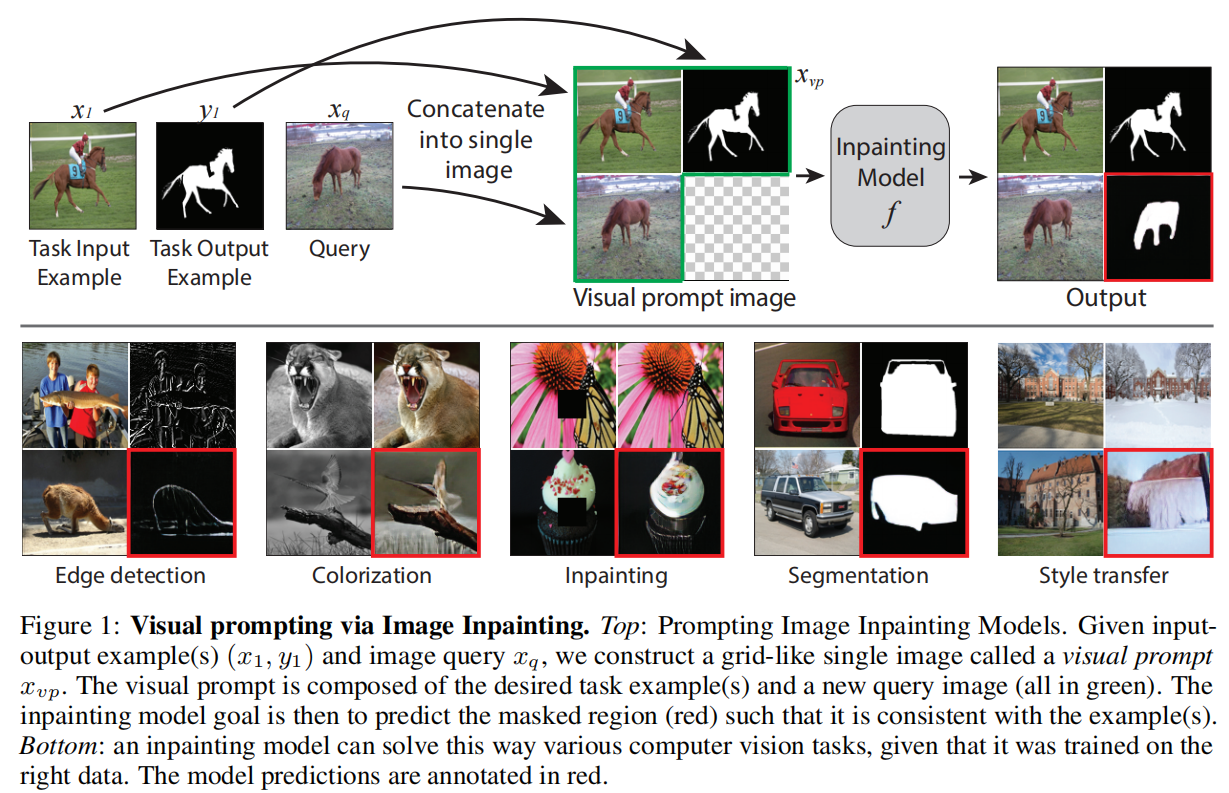 x1
y1
xq
Concatenate
into single
image
xvp
Inpainting
Model
f
9
9
9
Task Input
Example
Task Output
Example
Query
Visual prompt image
Output
Edge detection
Colorization
Inpainting
Segmentation
Style transfer
Figure 1: Visual prompting via Image Inpainting. Top: Prompting Image Inpainting Models. Given input-
output example(s) (x1, y1) and image query xq, we construct a grid-like single image called a visual prompt
xvp. The visual prompt is composed of the desired task example(s) and a new query image (all in green). The
inpainting model goal is then to predict the masked region (red) such that it is consistent with the example(s).
Bottom: an inpainting model can solve this way various computer vision tasks, given that it was trained on the
right data. The model predictions are annotated in red.